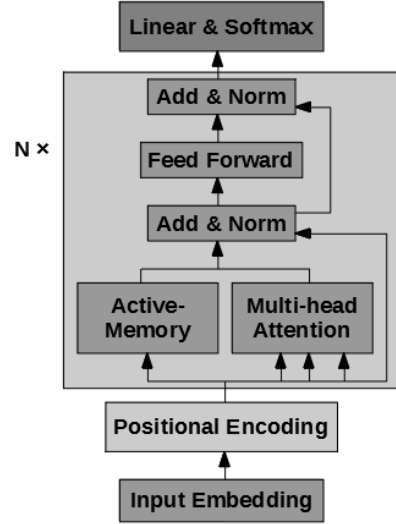 Linear & Softmax
Add & Norm
N ×
Feed Forward
Add & Norm
Active-
Memory
Multi-head
Attention
Positional Encoding
Input Embedding